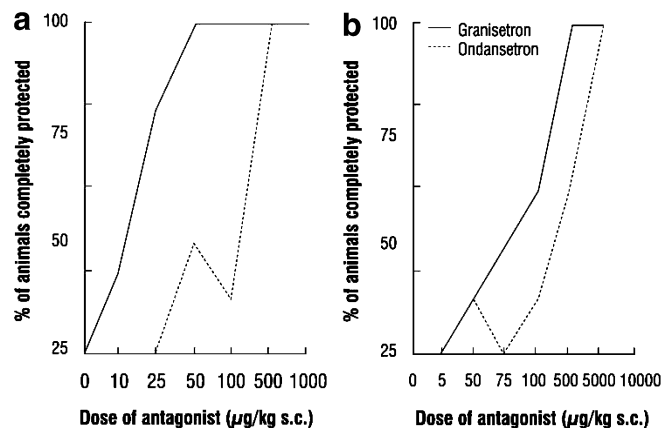 a
100
75
50
25
0 10 25 50 100 500 1000
% of animals completely protected
Dose of antagonist (µg/kg s.c.)
b
Granisetron
Ondansetron
100
75
50
25
0 5 50 75 100 500 5000 10000
% of animals completely protected
Dose of antagonist (µg/kg s.c.)